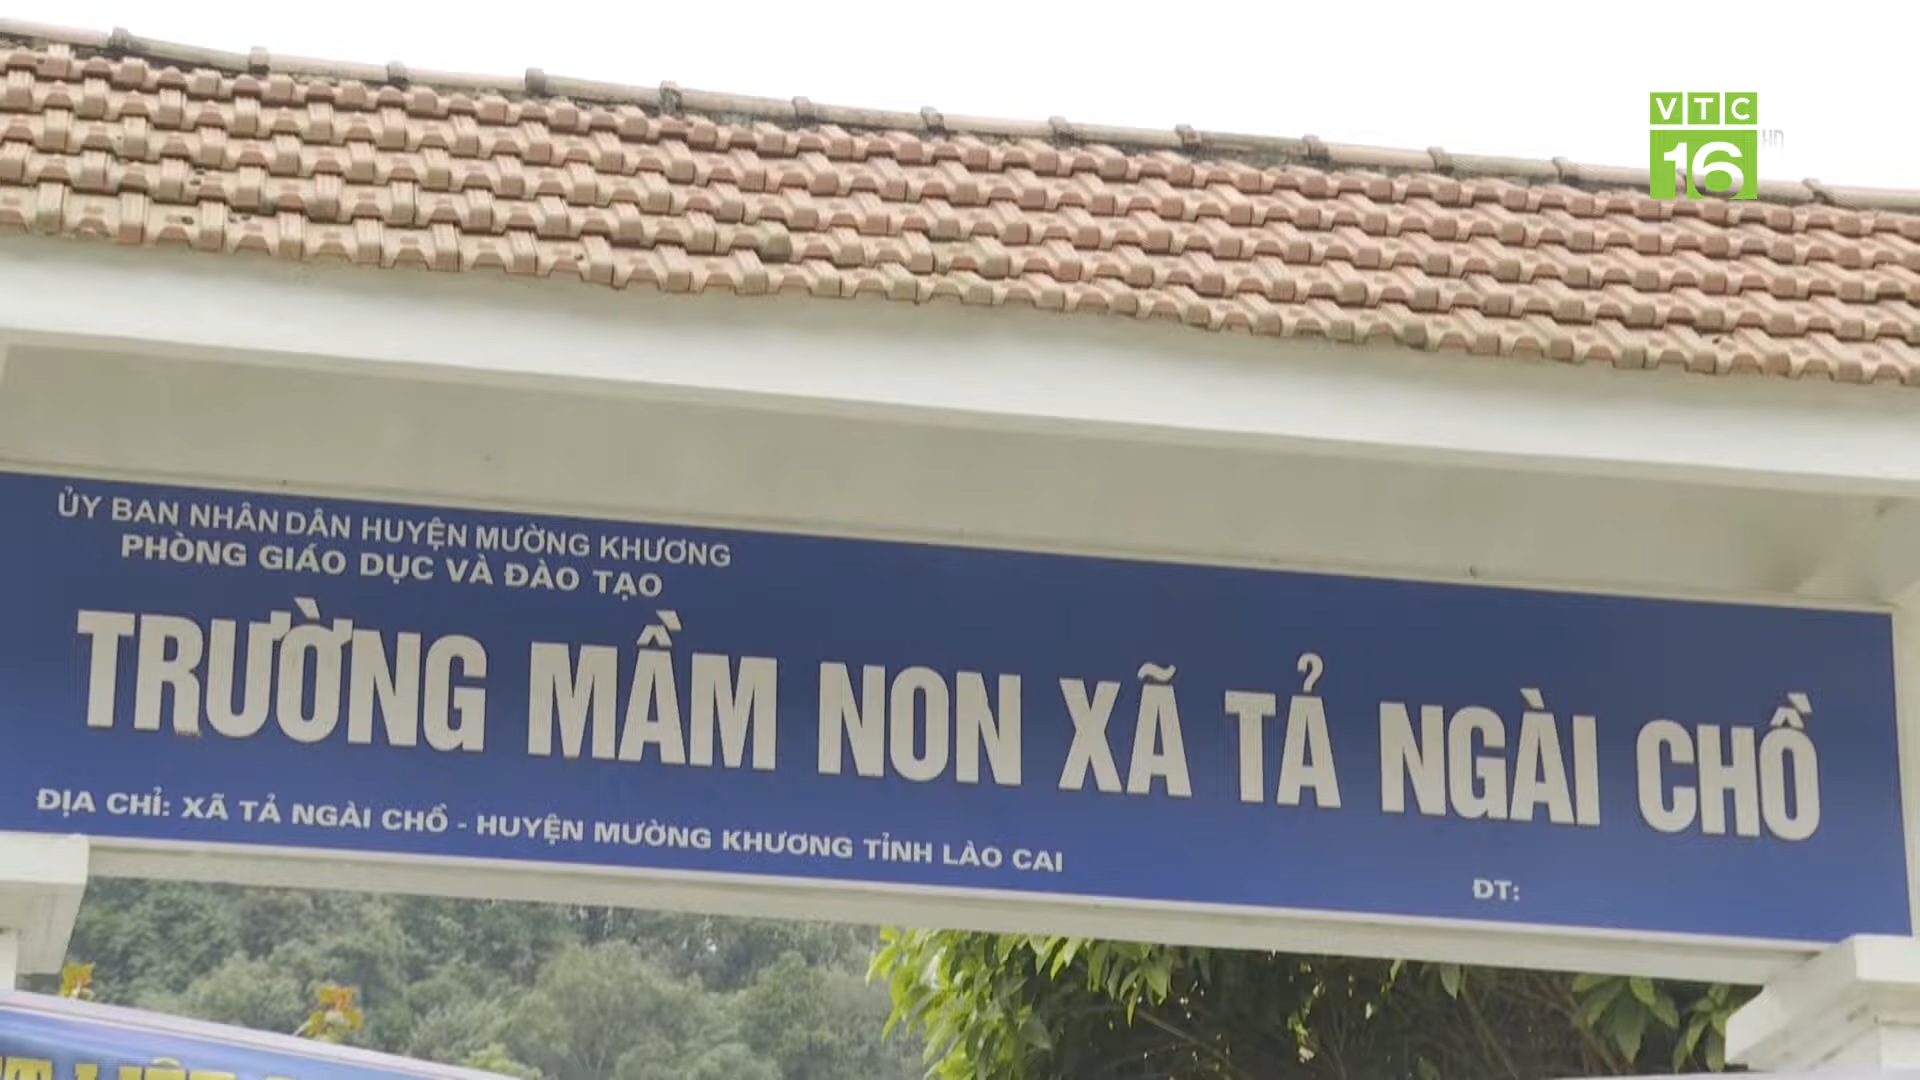 VTC
16
ỦY BAN NHÂN DÂN HUYỆN MƯỜNG KHƯƠNG
PHÒNG GIÁO DỤC VÀ ĐÀO TẠO
TRƯỜNG MẦM NON XÃ TẢ NGÀI CHỒ
ĐỊA CHỈ: XÃ TẢ NGÀI CHỒ - HUYỆN MƯỜNG KHƯƠNG TỈNH LÀO CAI
ĐT: